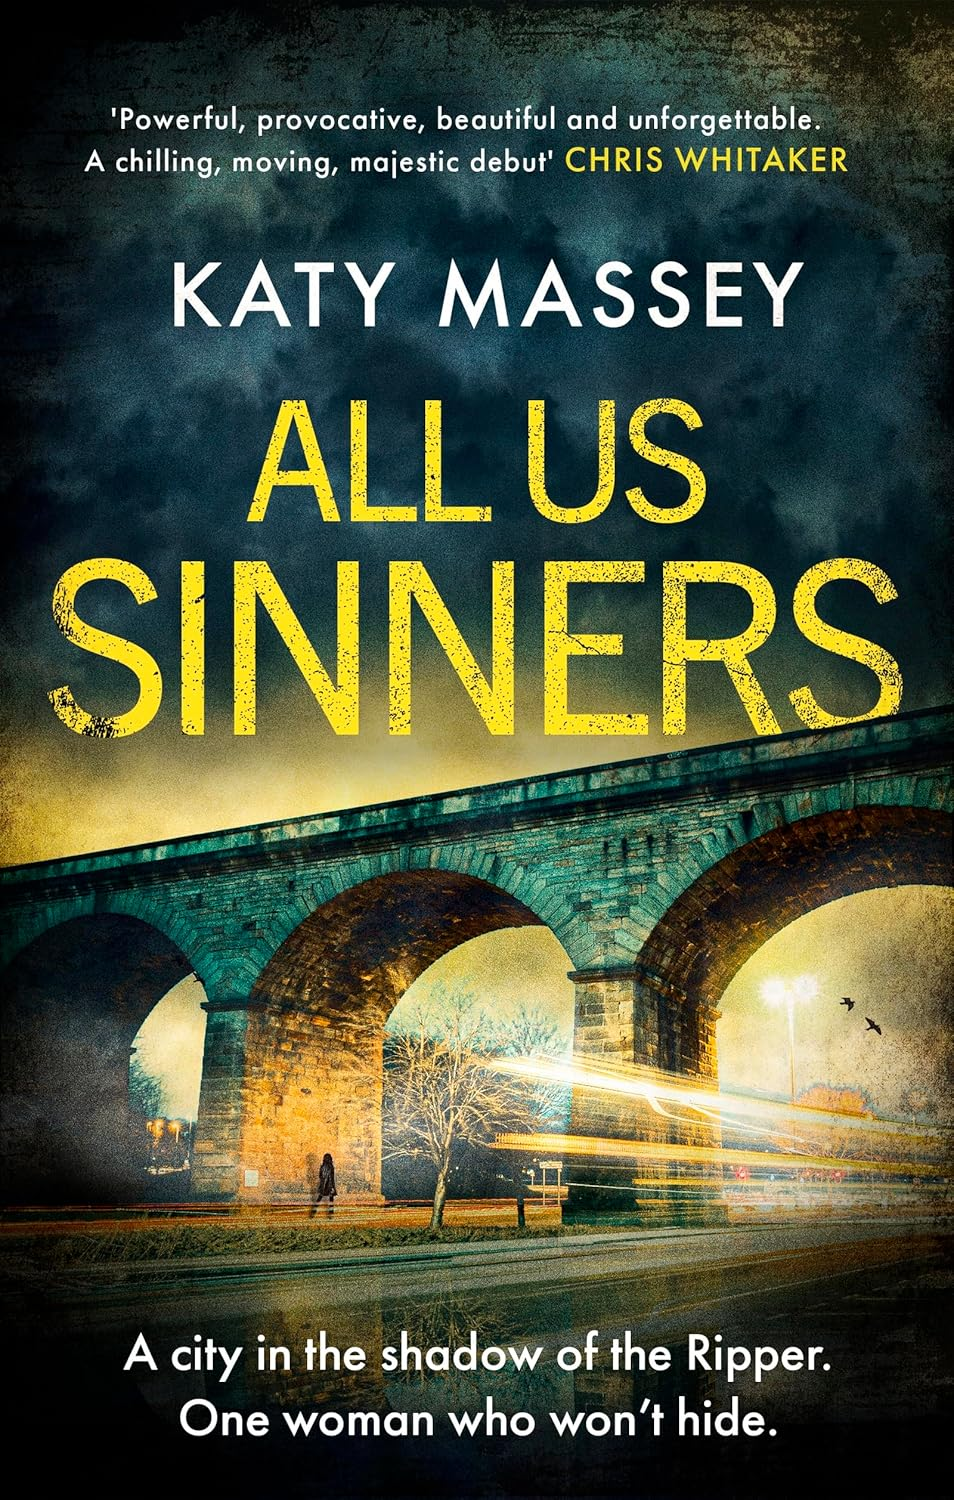 'Powerful, provocative, beautiful and unforgettable.
A chilling, moving, majestic debut' CHRIS WHITAKER
KATY MASSEY
ALL US
SINNERS
A city in the shadow of the Ripper.
One woman who won't hide.